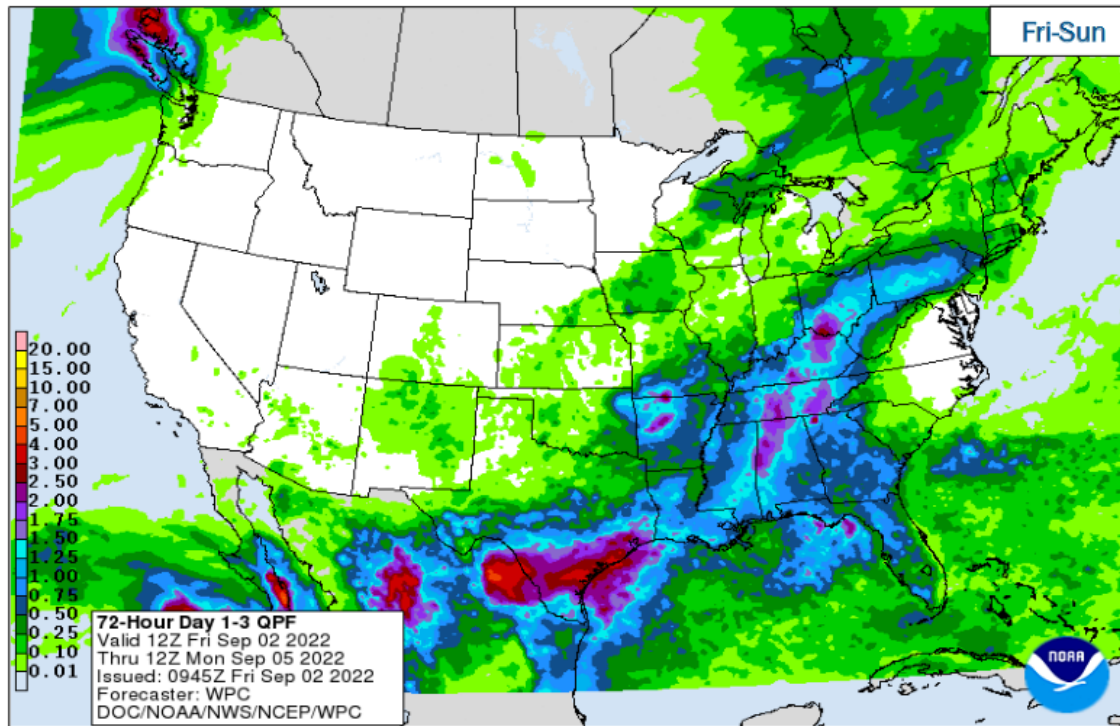 Fri-Sun
20.00
15.00
10.00
7.00
5.00
4.00
3.00
2.50
2.00
1.75
1.50
1.25
1.00
0.75
0.50
0.25
0.10
0.01
72-Hour Day 1-3 QPF
Valid 12Z Fri Sep 02 2022
Thru 12Z Mon Sep 05 2022
Issued: 0945Z Fri Sep 02 2022
Forecaster: WPC
DOC/NOAA/NWS/NCEP/WPC
NOAA